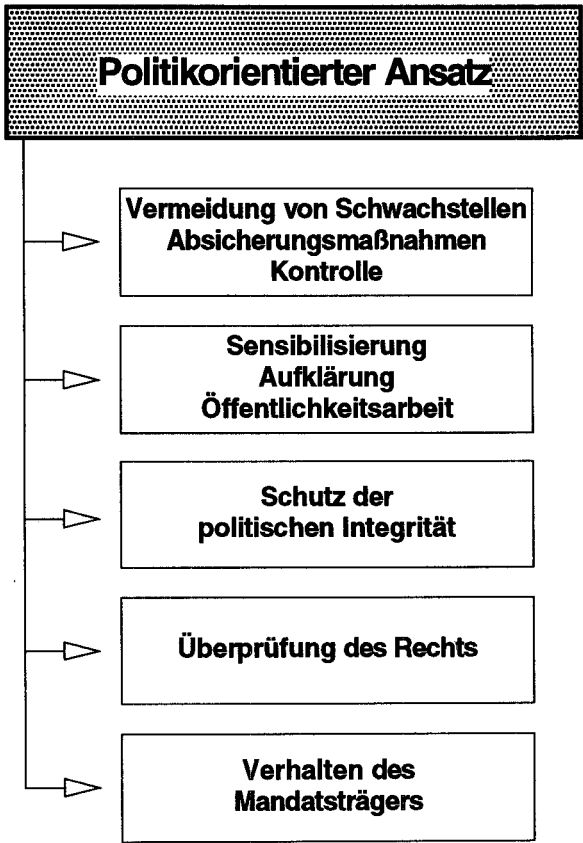 Politikorientierter Ansatz
Vermeidung von Schwachstellen
Absicherungsmaßnahmen
Kontrolle
Sensibilisierung
Aufklärung
Öffentlichkeitsarbeit
Schutz der
politischen Integrität
Überprüfung des Rechts
Verhalten des
Mandatsträgers